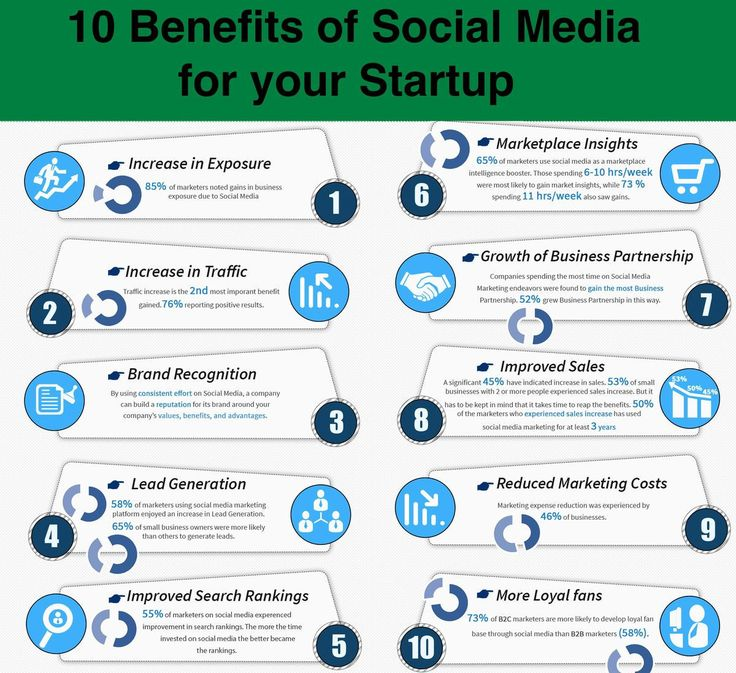 10 Benefits of Social Media
for your Startup
Increase in Exposure
85% of marketers noted gains in business
exposure due to Social Media
1
Increase in Traffic
Traffic increase is the 2nd most imporant benefit
gained.76% reporting positive results.
2
Brand Recognition
By using consistent effort on Social Media, a company
can build a reputation for its brand around your
company's values, benefits, and advantages.
3
Lead Generation
58% of marketers using social media marketing
platform enjoyed an increase in Lead Generation.
65% of small business owners were more likely
than others to generate leads.
4
Improved Search Rankings
55% of marketers on social media experienced
improvement in search rankings. The more the time
invested on social media the better became
the rankings.
5
Marketplace Insights
65% of marketers use social media as a marketplace
intelligence booster. Those spending 6-10 hrs/week
were most likely to gain market insights, while 73 %
spending 11 hrs/week also saw gains.
6
Growth of Business Partnership
Companies spending the most time on Social Media
Marketing endeavors were found to gain the most Business
Partnership. 52% grew Business Partnership in this way.
7
Improved Sales
A significant 45% have indicated increase in sales. 53% of small
businesses with 2 or more people experienced sales increase. But it
has to be kept in mind that it takes time to reap the benefits. 50%
of the marketers who experienced sales increase has used
social media marketing for at least 3 years
53%
50%
45%
8
Reduced Marketing Costs
Marketing expense reduction was experienced by
46% of businesses.
9
More Loyal fans
73% of B2C marketers are more likely to develop loyal fan
base through social media than B2B marketers (58%).
10